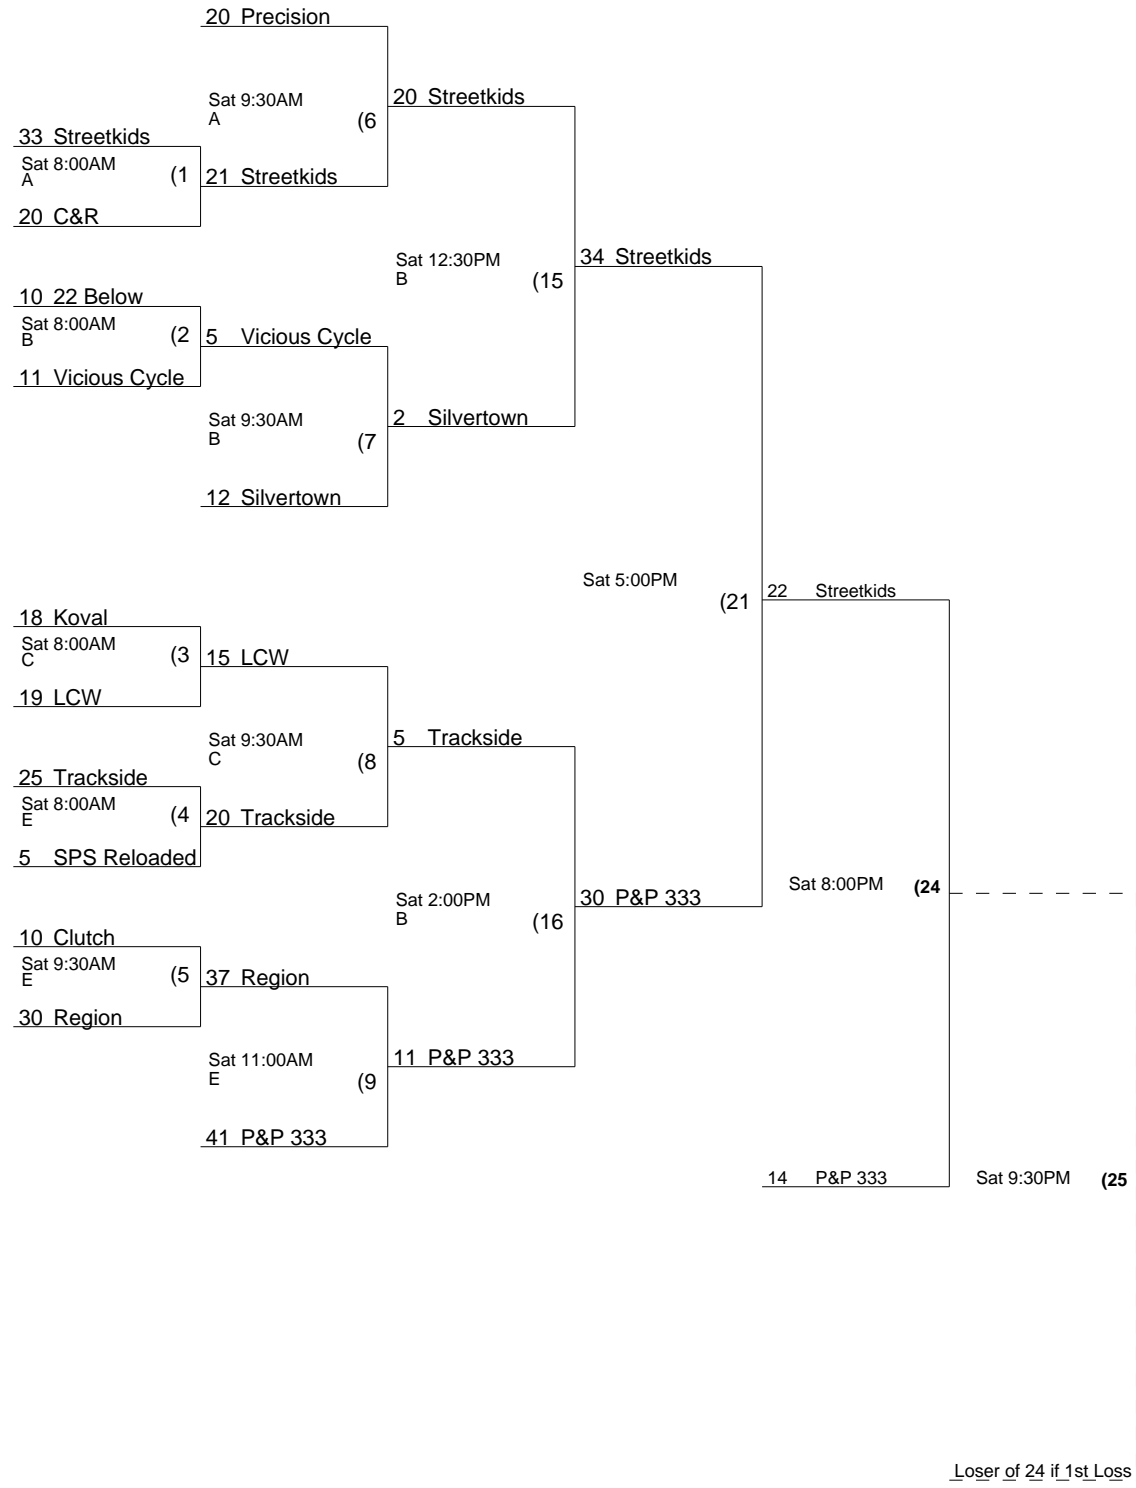 20 Precision
Sat 9:30AM
A
(6
20 Streetkids
33 Streetkids
Sat 8:00AM
A
(1
21 Streetkids
20 C&R
Sat 12:30PM
B
(15
34 Streetkids
10 22 Below
Sat 8:00AM
B
(2
5 Vicious Cycle
11 Vicious Cycle
Sat 9:30AM
B
(7
2 Silvertown
12 Silvertown
Sat 5:00PM
(21
22 Streetkids
18 Koval
Sat 8:00AM
C
(3
15 LCW
19 LCW
Sat 9:30AM
C
(8
5 Trackside
25 Trackside
Sat 8:00AM
E
(4
20 Trackside
5 SPS Reloaded
Sat 2:00PM
B
(16
30 P&P 333
Sat 8:00PM
(24
10 Clutch
Sat 9:30AM
E
(5
37 Region
30 Region
Sat 11:00AM
E
(9
11 P&P 333
41 P&P 333
14 P&P 333
Sat 9:30PM
(25
Loser of 24 if 1st Loss